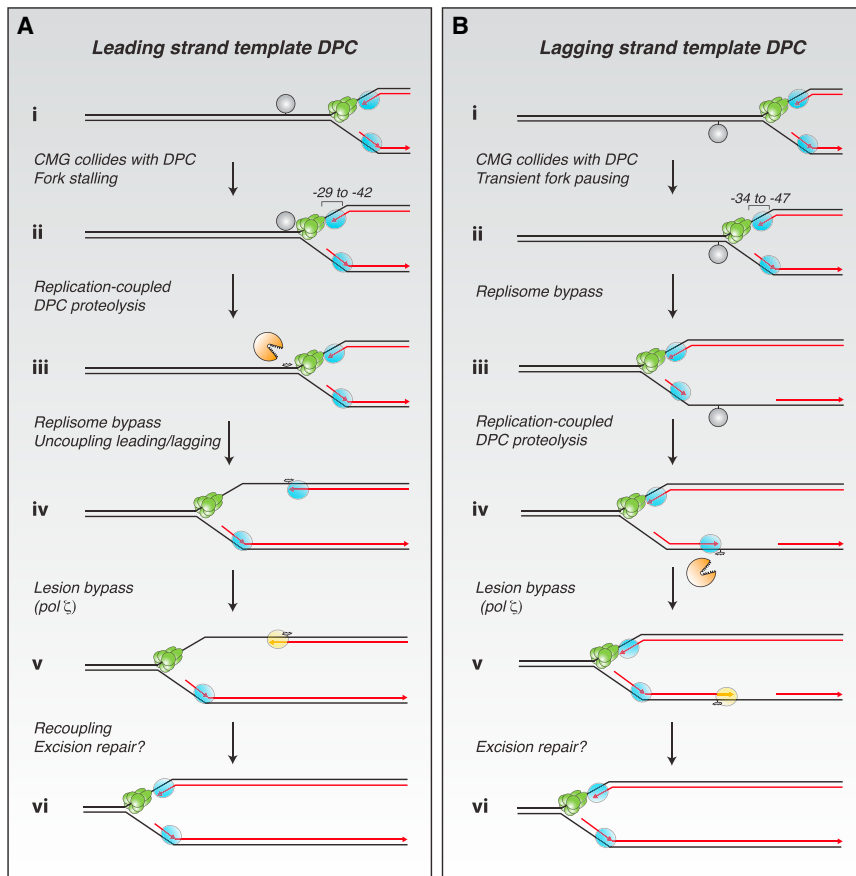 A
Leading strand template DPC
i
CMG collides with DPC
Fork stalling
-29 to -42
ii
Replication-coupled
DPC proteolysis
iii
Replisome bypass
Uncoupling leading/lagging
iv
Lesion bypass
(pol ζ)
v
Recoupling
Excision repair?
vi
B
Lagging strand template DPC
i
CMG collides with DPC
Transient fork pausing
-34 to -47
ii
Replisome bypass
iii
Replication-coupled
DPC proteolysis
iv
Lesion bypass
(pol ζ)
v
Excision repair?
vi